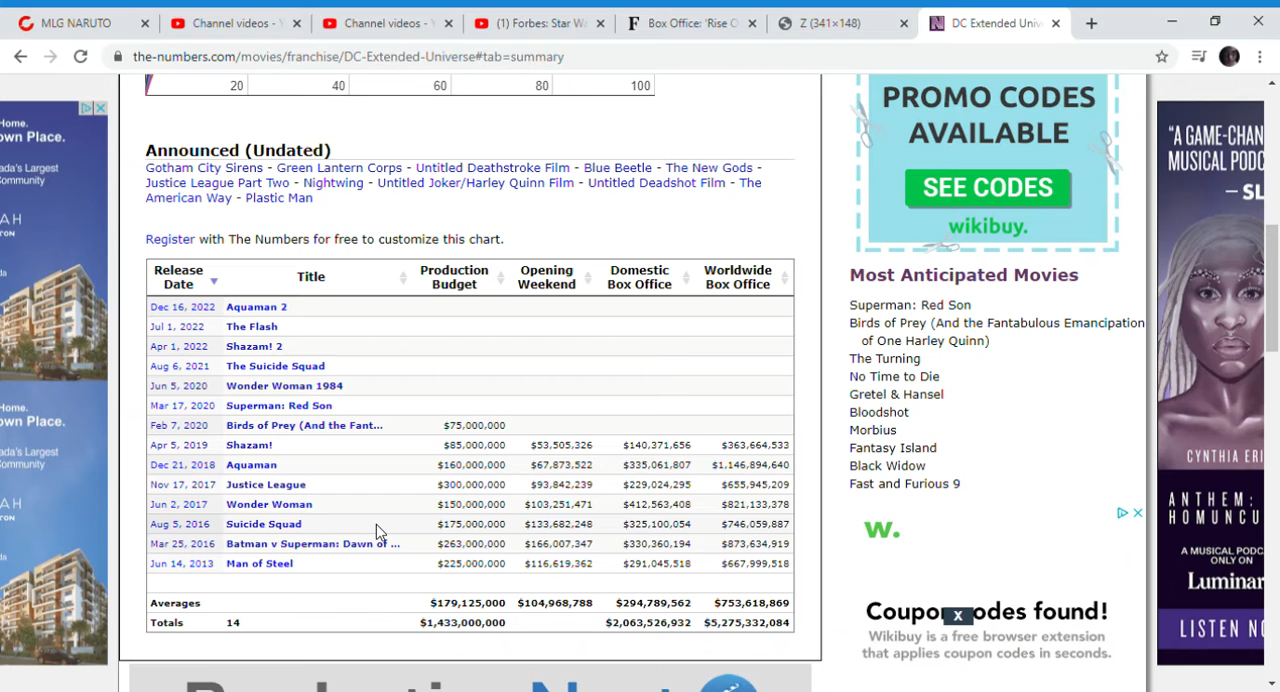 MLG NARUTO
Channel videos - Y
Channel videos - Y
(1) Forbes: Star Wa
Box Office: 'Rise O
Z (341×148)
DC Extended Univ
the-numbers.com/movies/franchise/DC-Extended-Universe#tab=summary
20 40 60 80 100
Announced (Undated)
Gotham City Sirens - Green Lantern Corps - Untitled Deathstroke Film - Blue Beetle - The New Gods -
Justice League Part Two - Nightwing - Untitled Joker/Harley Quinn Film - Untitled Deadshot Film - The
American Way - Plastic Man
Register with The Numbers for free to customize this chart.
Release Date Title Production Budget Opening Weekend Domestic Box Office Worldwide Box Office
Dec 16, 2022 Aquaman 2
Jul 1, 2022 The Flash
Apr 1, 2022 Shazam! 2
Aug 6, 2021 The Suicide Squad
Jun 5, 2020 Wonder Woman 1984
Mar 17, 2020 Superman: Red Son
Feb 7, 2020 Birds of Prey (And the Fant... $75,000,000
Apr 5, 2019 Shazam! $85,000,000 $53,505,326 $140,371,656 $363,664,533
Dec 21, 2018 Aquaman $160,000,000 $67,873,522 $335,061,807 $1,146,894,640
Nov 17, 2017 Justice League $300,000,000 $93,842,239 $229,024,295 $655,945,209
Jun 2, 2017 Wonder Woman $150,000,000 $103,251,471 $412,563,408 $821,133,378
Aug 5, 2016 Suicide Squad $175,000,000 $133,682,248 $325,100,054 $746,059,887
Mar 25, 2016 Batman v Superman: Dawn of ... $263,000,000 $166,007,347 $330,360,194 $873,634,919
Jun 14, 2013 Man of Steel $225,000,000 $116,619,362 $291,045,518 $667,999,518
Averages $179,125,000 $104,968,788 $294,789,562 $753,618,869
Totals 14 $1,433,000,000 $2,063,526,932 $5,275,332,084
PROMO CODES
AVAILABLE
SEE CODES
wikibuy.
Most Anticipated Movies
Superman: Red Son
Birds of Prey (And the Fantabulous Emancipation
of One Harley Quinn)
The Turning
No Time to Die
Gretel & Hansel
Bloodshot
Morbius
Fantasy Island
Black Widow
Fast and Furious 9
w.
Coupon codes found!
X
Wikibuy is a free browser extension
that applies coupon codes in seconds.
Home.
own Place.
ada's Largest
Community
A H
TON
Home.
own Place.
ada's Largest
Community
A H
TON
"A GAME-CHAN
MUSICAL PODC
— SL
CYNTHIA ERI
ANTHEM:
HOMUNCU
A MUSICAL PODC
ONLY ON
Luminar
LISTEN NO